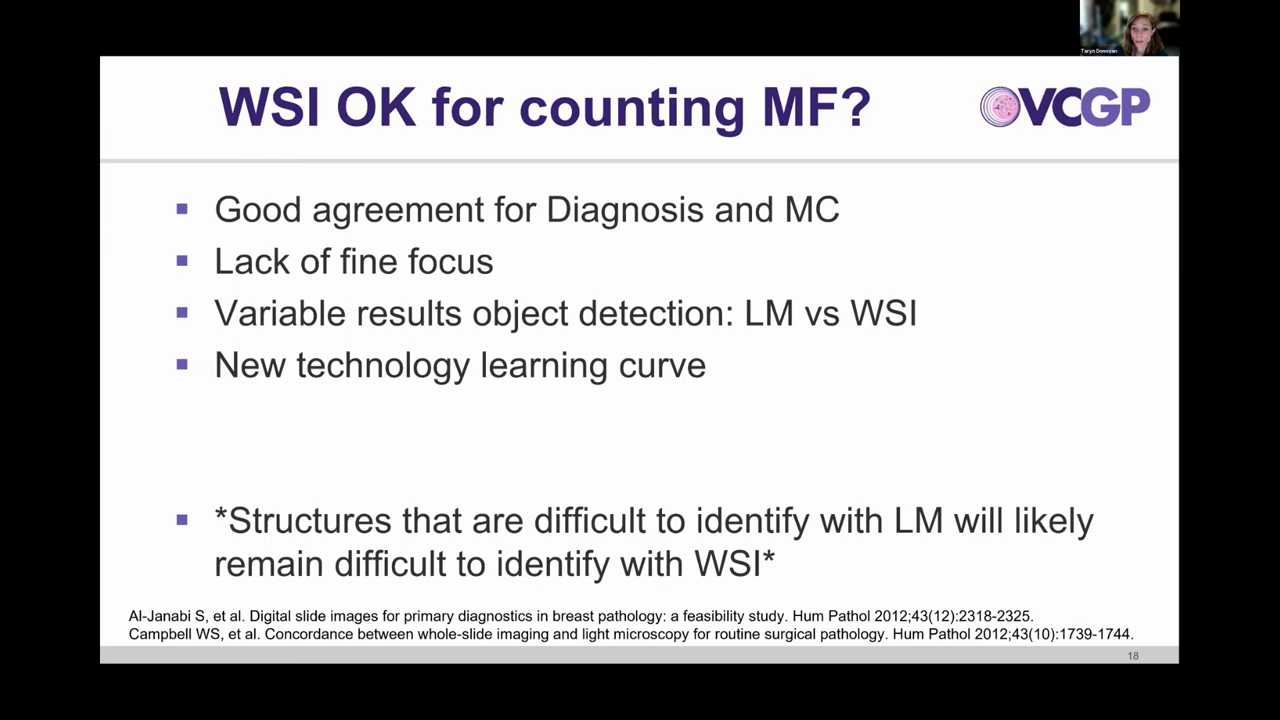 Taryn Donovan
WSI OK for counting MF?
OVCGP
Good agreement for Diagnosis and MC
Lack of fine focus
Variable results object detection: LM vs WSI
New technology learning curve
*Structures that are difficult to identify with LM will likely
remain difficult to identify with WSI*
Al-Janabi S, et al. Digital slide images for primary diagnostics in breast pathology: a feasibility study. Hum Pathol 2012;43(12):2318-2325.
Campbell WS, et al. Concordance between whole-slide imaging and light microscopy for routine surgical pathology. Hum Pathol 2012;43(10):1739-1744.
18